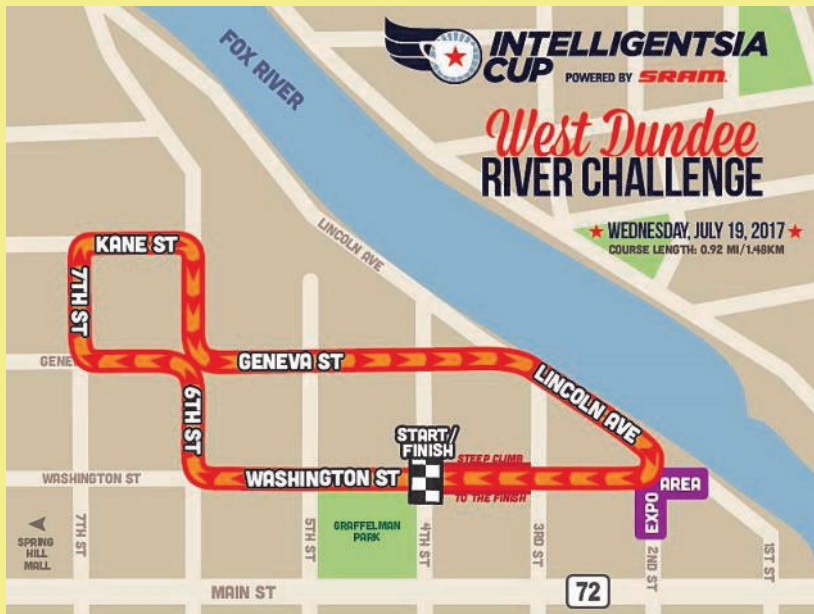 INTELLIGENTSIA
CUP POWERED BY SRAM
West Dundee
RIVER CHALLENGE
★ WEDNESDAY, JULY 19, 2017 ★
COURSE LENGTH: 0.92 MI/1.48KM
FOX RIVER
LINCOLN AVE
KANE ST
7TH ST
GENEV
GENEVA ST
LINCOLN AVE
6TH ST
START/
FINISH
STEEP CLIMB
TO THE FINISH
WASHINGTON ST
WASHINGTON ST
EXPO AREA
GRAFFELMAN
PARK
SPRING
HILL
MALL
7TH ST
5TH ST
4TH ST
3RD ST
2ND ST
1ST ST
MAIN ST
72